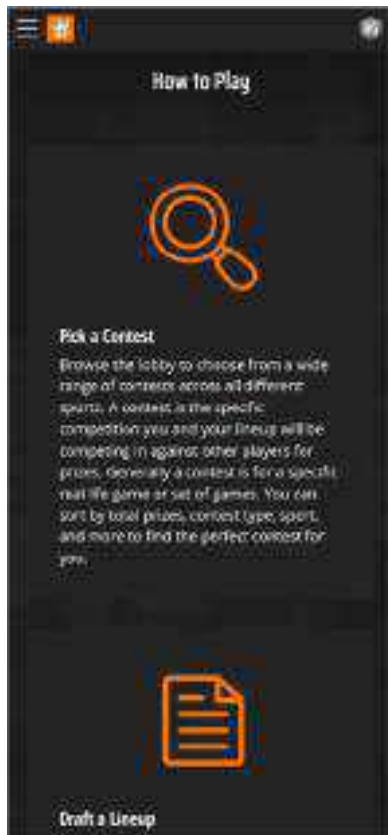 How to Play
Pick a Contest
Browse the lobby to choose from a wide
range of contests across all different
sports. A contest is the specific
competition you and your lineup will be
competing in against other players for
prizes. Generally a contest is for a specific
real life game or set of games. You can
sort by total prizes, contest type, sport,
and more to find the perfect contest for
you.
Draft a Lineup